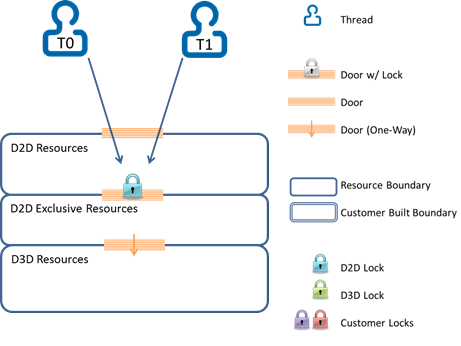 T0
T1
D2D Resources
D2D Exclusive Resources
D3D Resources
Thread
Door w/ Lock
Door
Door (One-Way)
Resource Boundary
Customer Built Boundary
D2D Lock
D3D Lock
Customer Locks